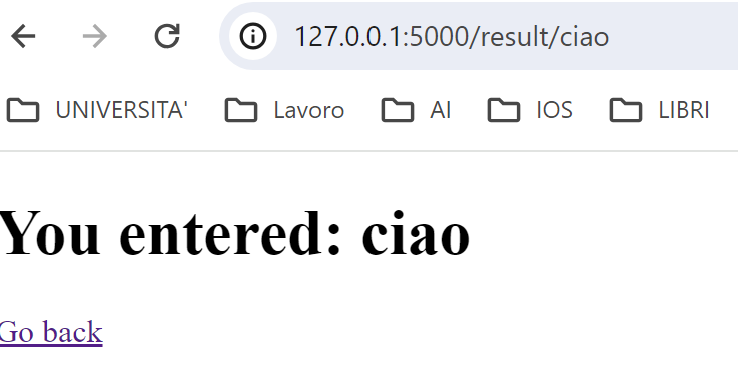 127.0.0.1:5000/result/ciao
UNIVERSITA' Lavoro AI IOS LIBRI
You entered: ciao
Go back